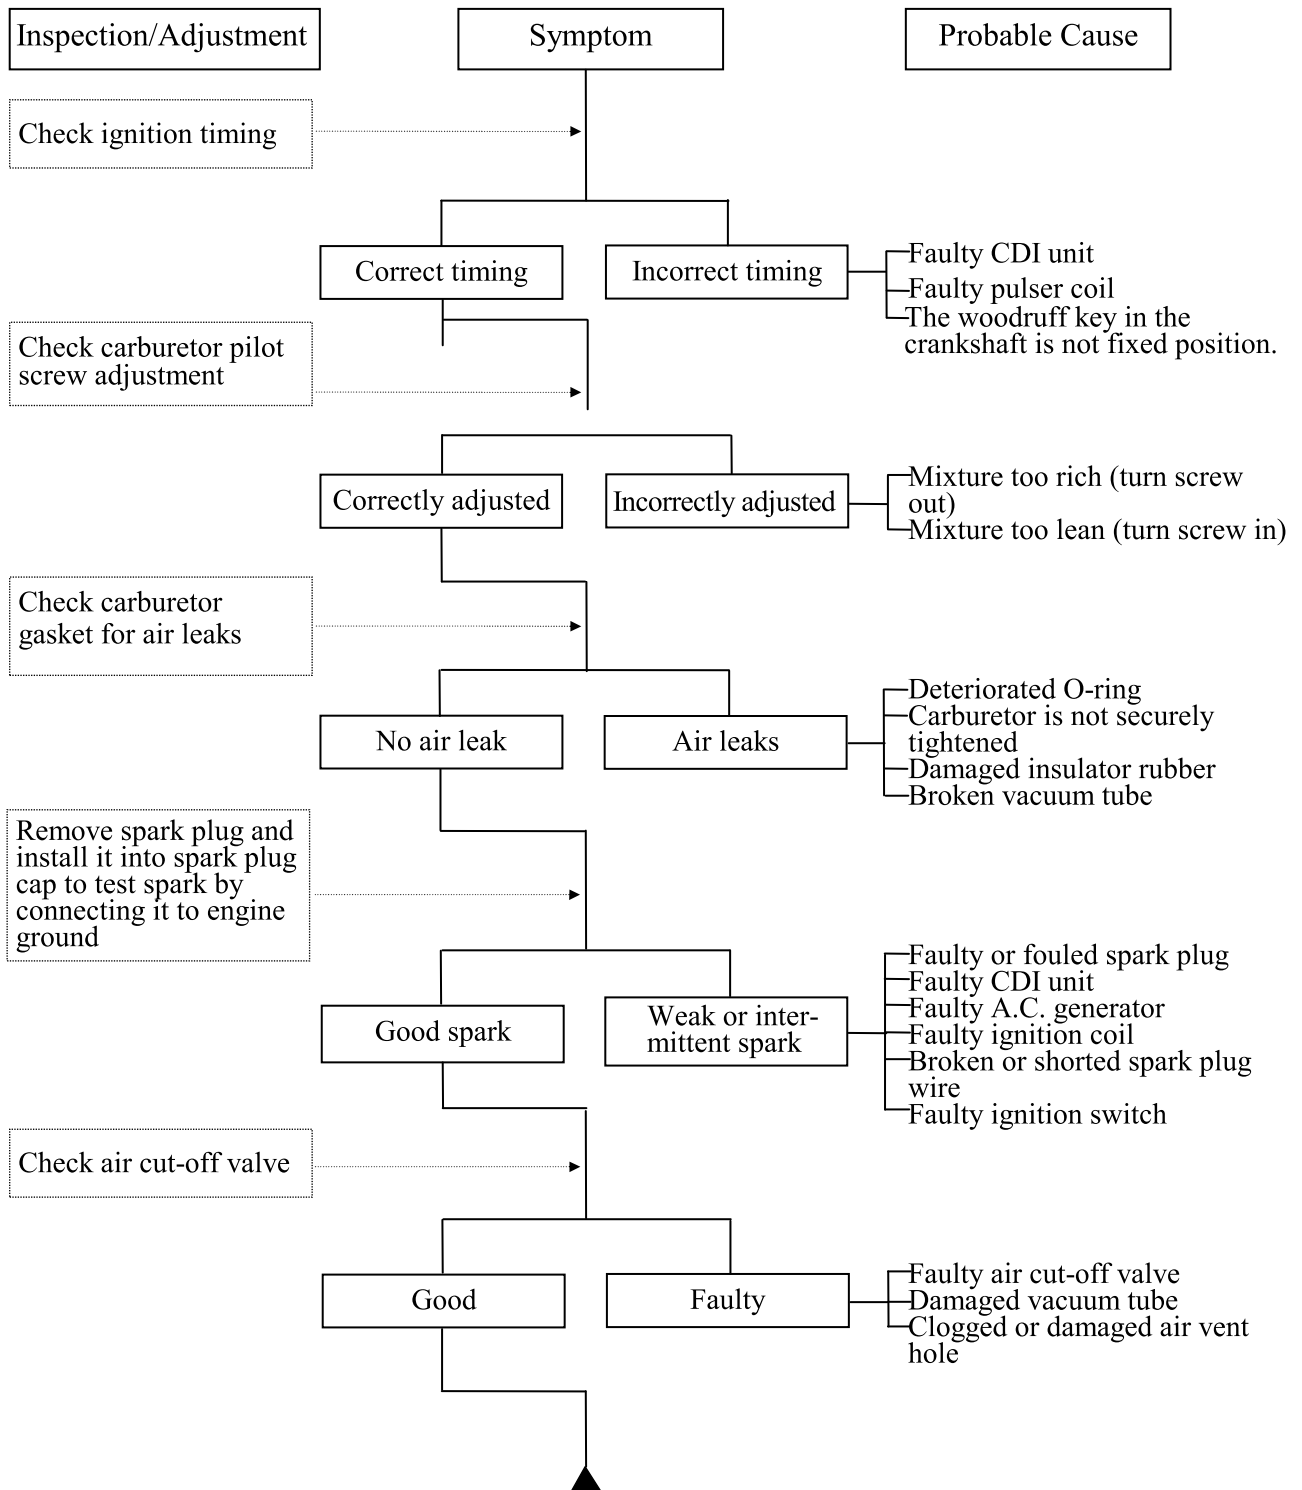 Inspection/Adjustment
Symptom
Probable Cause
Check ignition timing
Correct timing
Incorrect timing
Faulty CDI unit
Faulty pulser coil
The woodruff key in the
crankshaft is not fixed position.
Check carburetor pilot
screw adjustment
Correctly adjusted
Incorrectly adjusted
Mixture too rich (turn screw
out)
Mixture too lean (turn screw in)
Check carburetor
gasket for air leaks
No air leak
Air leaks
Deteriorated O-ring
Carburetor is not securely
tightened
Damaged insulator rubber
Broken vacuum tube
Remove spark plug and
install it into spark plug
cap to test spark by
connecting it to engine
ground
Good spark
Weak or inter-
mittent spark
Faulty or fouled spark plug
Faulty CDI unit
Faulty A.C. generator
Faulty ignition coil
Broken or shorted spark plug
wire
Faulty ignition switch
Check air cut-off valve
Good
Faulty
Faulty air cut-off valve
Damaged vacuum tube
Clogged or damaged air vent
hole